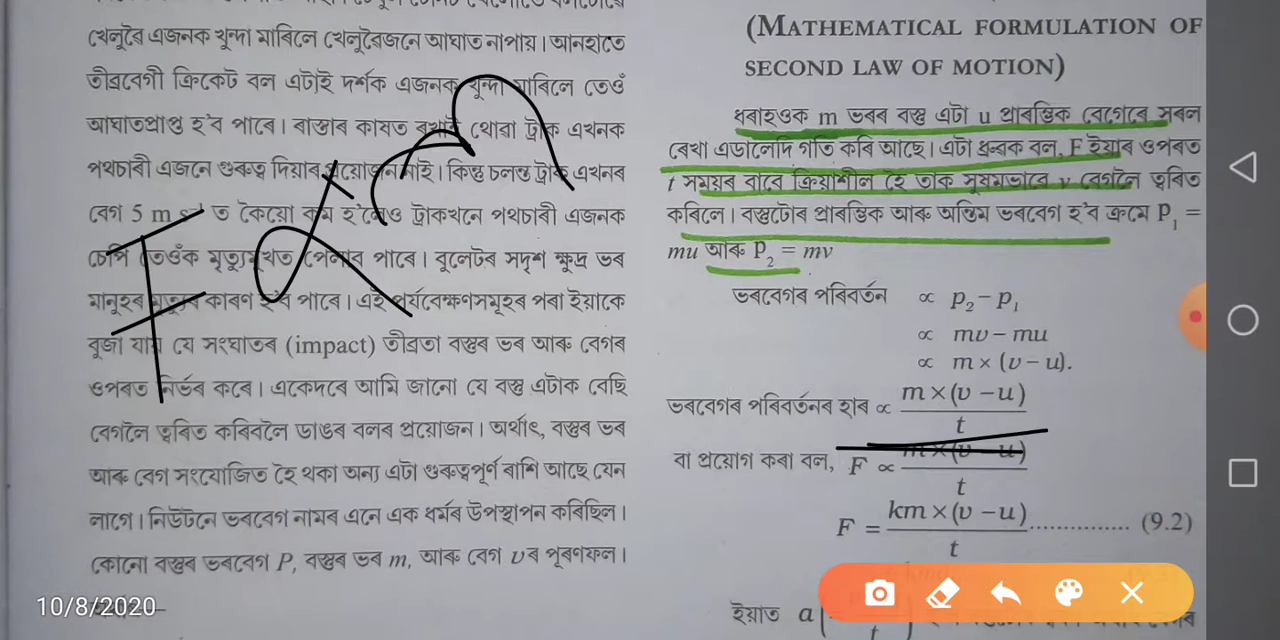 খেলুৱৈ এজনক খুন্দা মাৰিলে খেলুৱৈজনে আঘাত নাপায়। আনহাতে
তীব্ৰবেগী ক্ৰিকেট বল এটাই দৰ্শক এজনক খুন্দা মাৰিলে তেওঁ
আঘাতপ্ৰাপ্ত হ'ব পাৰে। ৰাস্তাৰ কাষত ৰখাই থোৱা ট্ৰাক এখনক
পথচাৰী এজনে গুৰুত্ব দিয়াৰ প্ৰয়োজন নাই। কিন্তু চলন্ত ট্ৰাক এখনৰ
বেগ 5 m s⁻¹ ত কৈয়ো কম হ'লেও ট্ৰাকখনে পথচাৰী এজনক
চেপি তেওঁক মৃত্যুমুখত পেলাব পাৰে। বুলেটৰ সদৃশ ক্ষুদ্ৰ ভৰ
মানুহৰ মৃত্যুৰ কাৰণ হ'ব পাৰে। এই পৰ্যবেক্ষণসমূহৰ পৰা ইয়াকে
বুজা যায় যে সংঘাতৰ (impact) তীব্ৰতা বস্তুৰ ভৰ আৰু বেগৰ
ওপৰত নিৰ্ভৰ কৰে। একেদৰে আমি জানো যে বস্তু এটাক বেছি
বেগলৈ ত্বৰিত কৰিবলৈ ডাঙৰ বলৰ প্ৰয়োজন। অৰ্থাৎ, বস্তুৰ ভৰ
আৰু বেগ সংযোজিত হৈ থকা অন্য এটা গুৰুত্বপূৰ্ণ ৰাশি আছে যেন
লাগে। নিউটনে ভৰবেগ নামৰ এনে এক ধৰ্মৰ উপস্থাপন কৰিছিল।
কোনো বস্তুৰ ভৰবেগ P, বস্তুৰ ভৰ m, আৰু বেগ υৰ পূৰণফল।
10/8/2020
(MATHEMATICAL FORMULATION OF
SECOND LAW OF MOTION)
ধৰাহওক m ভৰৰ বস্তু এটা u প্ৰাৰম্ভিক বেগেৰে সৰল
ৰেখা এডালেদি গতি কৰি আছে। এটা ধ্ৰুৱক বল, F ইয়াৰ ওপৰত
t সময়ৰ বাবে ক্ৰিয়াশীল হৈ তাক সুষমভাবে v বেগলৈ ত্বৰিত
কৰিলে। বস্তুটোৰ প্ৰাৰম্ভিক আৰু অন্তিম ভৰবেগ হ'ব ক্ৰমে P₁ =
mu আৰু P₂ = mv
ভৰবেগৰ পৰিবৰ্তন ∝ p₂ – p₁
∝ mυ – mu
∝ m × (υ – u).
ভৰবেগৰ পৰিবৰ্তনৰ হাৰ ∝ m×(υ –u)
t
বা প্ৰয়োগ কৰা বল, F ∝ m×(υ –u)
t
F = km×(υ –u) ............... (9.2)
t
ইয়াত a
t
F α m a